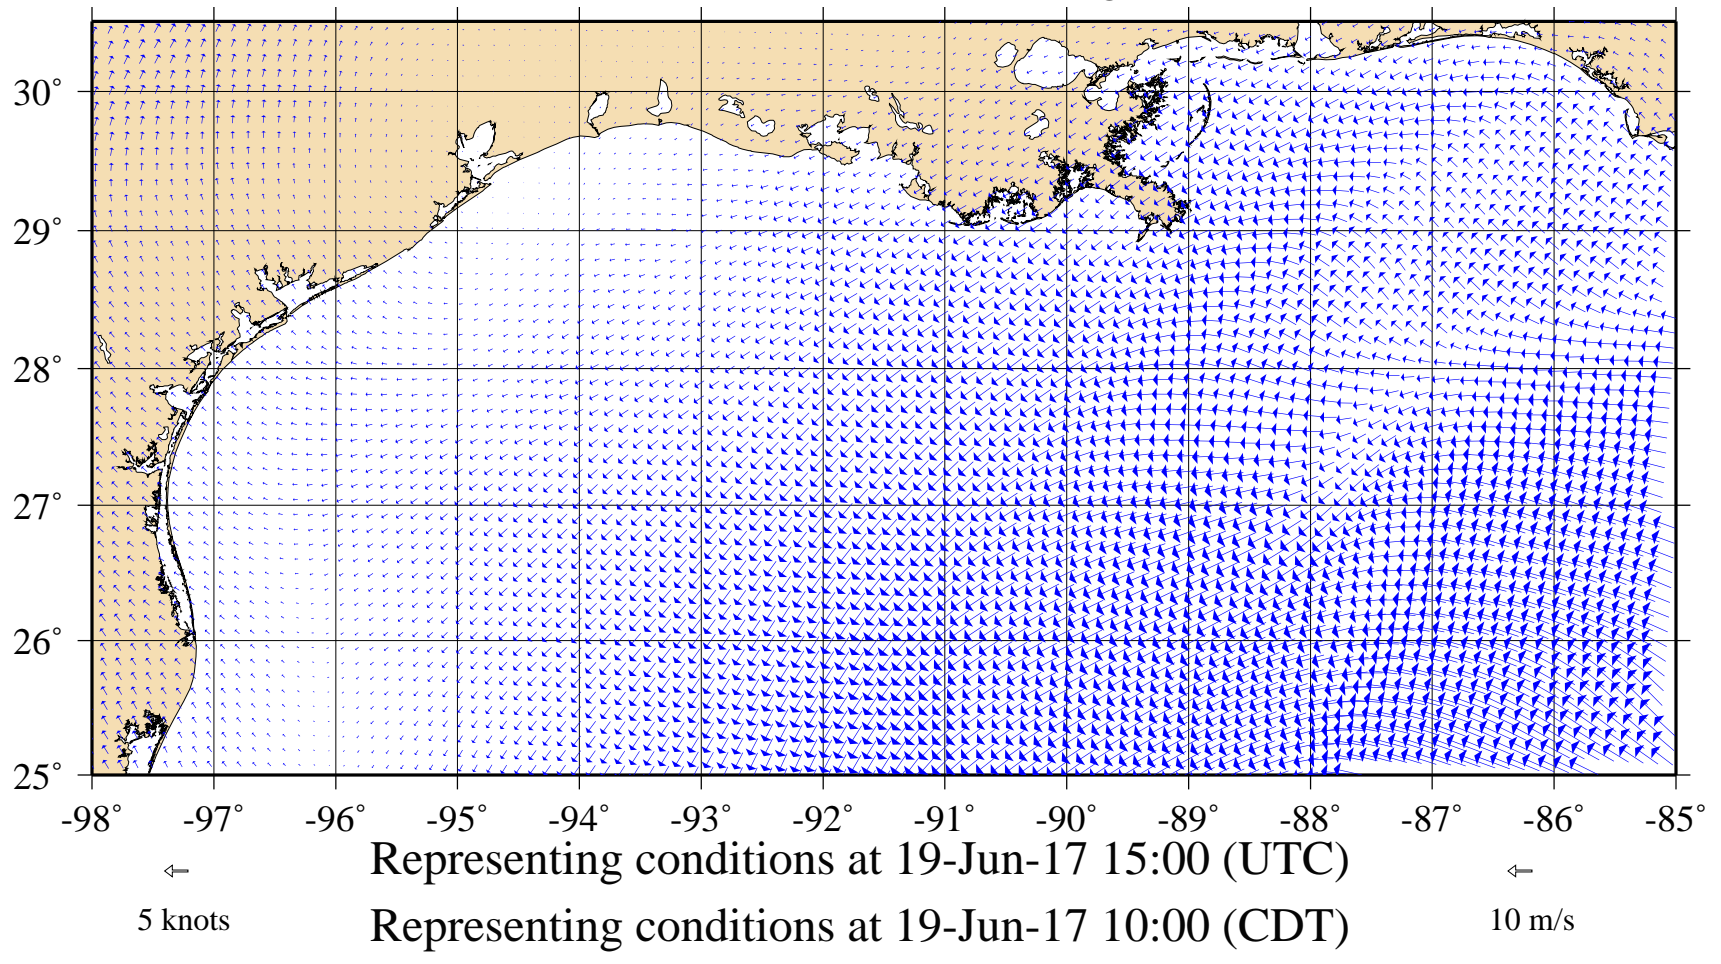 30°
29°
28°
27°
26°
25°
-98° -97° -96° -95° -94° -93° -92° -91° -90° -89° -88° -87° -86° -85°
Representing conditions at 19-Jun-17 15:00 (UTC)
5 knots
Representing conditions at 19-Jun-17 10:00 (CDT)
10 m/s